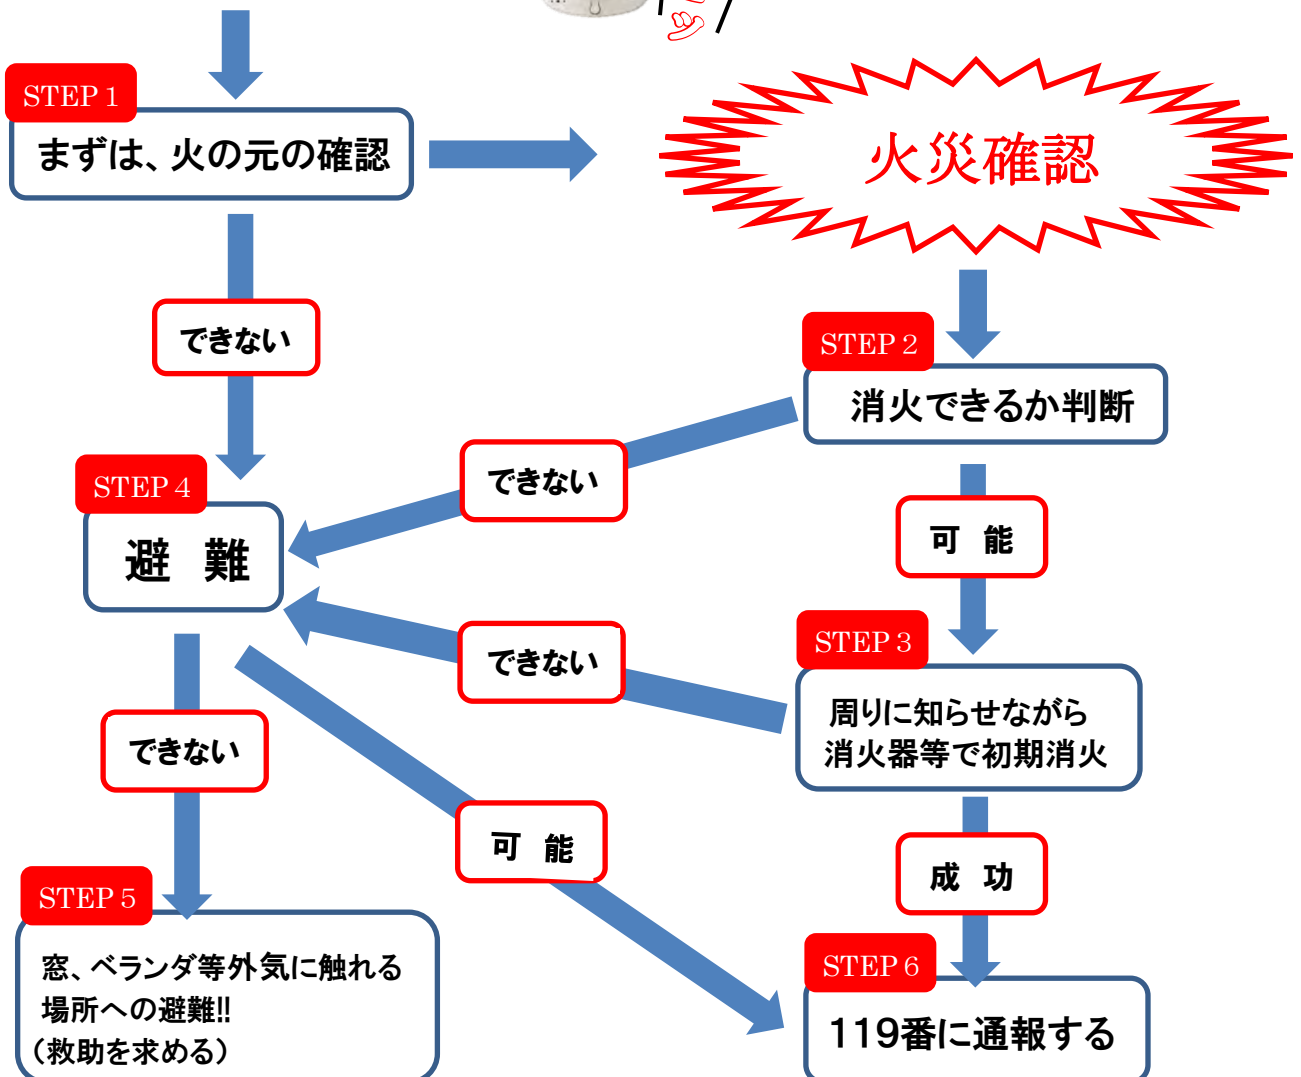 STEP 1
まずは、火の元の確認
火災確認
できない
STEP 2
消火できるか判断
できない
可 能
STEP 4
避 難
STEP 3
周りに知らせながら
消火器等で初期消火
できない
できない
可 能
成 功
STEP 5
窓、ベランダ等外気に触れる
場所への避難!!
(救助を求める)
STEP 6
119番に通報する